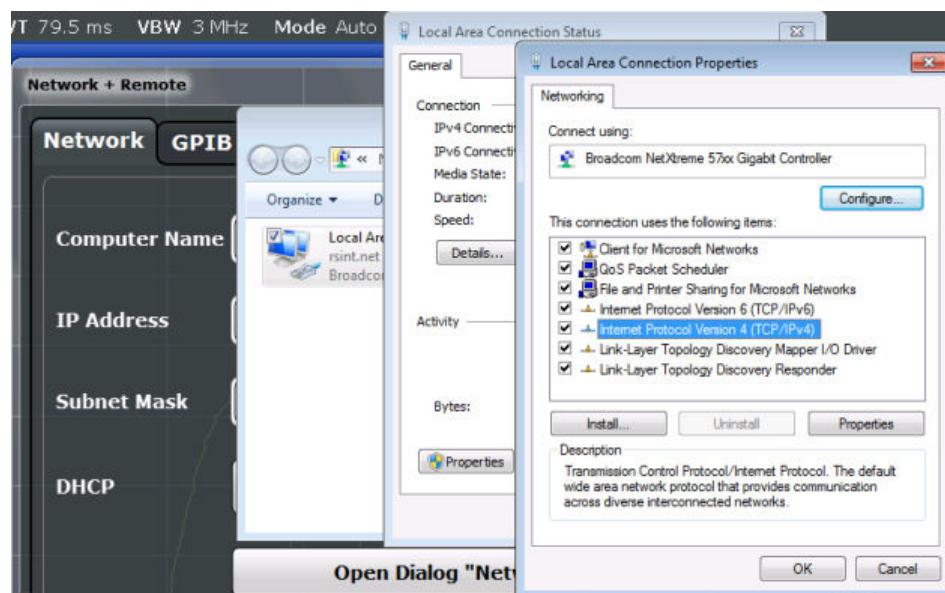 VT 79.5 ms VBW 3 MHz Mode Auto
Network + Remote
Network GPIB
Computer Name
IP Address
Subnet Mask
DHCP
Open Dialog "Netw
Organize
Local Are
rsint.net
Broadco
Local Area Connection Status
General
Connection
IPv4 Connecti
IPv6 Connecti
Media State:
Duration:
Speed:
Details...
Activity
Bytes:
Properties
Local Area Connection Properties
Networking
Connect using:
Broadcom NetXtreme 57xx Gigabit Controller
Configure...
This connection uses the following items:
Client for Microsoft Networks
QoS Packet Scheduler
File and Printer Sharing for Microsoft Networks
Internet Protocol Version 6 (TCP/IPv6)
Internet Protocol Version 4 (TCP/IPv4)
Link-Layer Topology Discovery Mapper I/O Driver
Link-Layer Topology Discovery Responder
Install... Uninstall Properties
Description
Transmission Control Protocol/Internet Protocol. The default
wide area network protocol that provides communication
across diverse interconnected networks.
OK Cancel